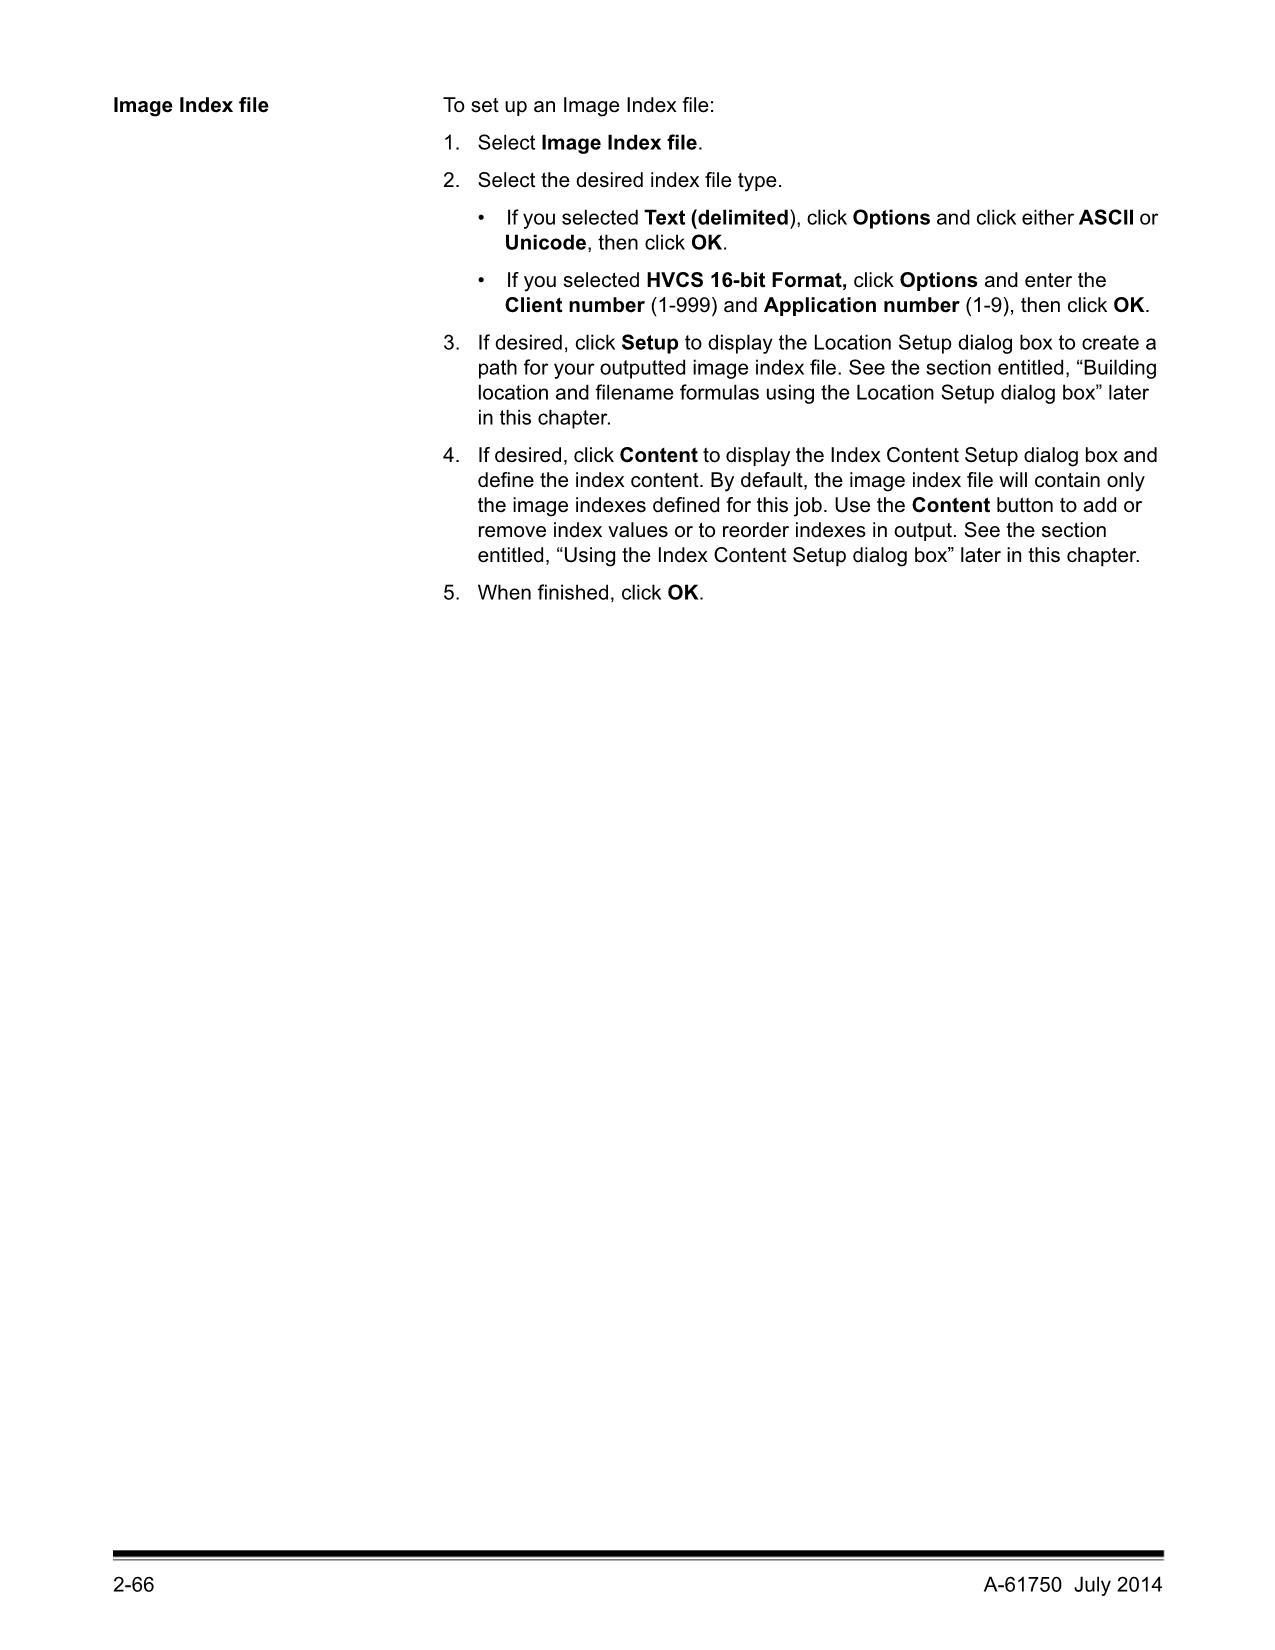 Image Index file
To set up an Image Index file:
1. Select Image Index file.
2. Select the desired index file type.
• If you selected Text (delimited), click Options and click either ASCII or
Unicode, then click OK.
• If you selected HVCS 16-bit Format, click Options and enter the
Client number (1-999) and Application number (1-9), then click OK.
3. If desired, click Setup to display the Location Setup dialog box to create a
path for your outputted image index file. See the section entitled, “Building
location and filename formulas using the Location Setup dialog box” later
in this chapter.
4. If desired, click Content to display the Index Content Setup dialog box and
define the index content. By default, the image index file will contain only
the image indexes defined for this job. Use the Content button to add or
remove index values or to reorder indexes in output. See the section
entitled, “Using the Index Content Setup dialog box” later in this chapter.
5. When finished, click OK.
2-66
A-61750 July 2014